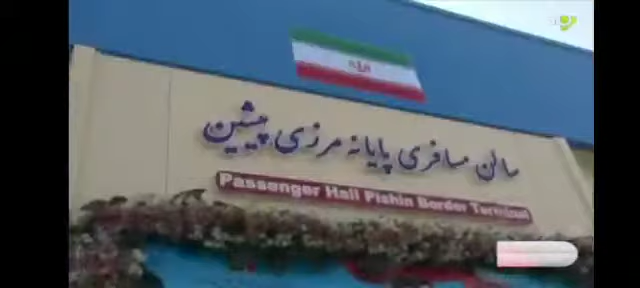 سالن مسافری پایانه مرزی پیشین
Passenger Hall Pishin Border Terminal